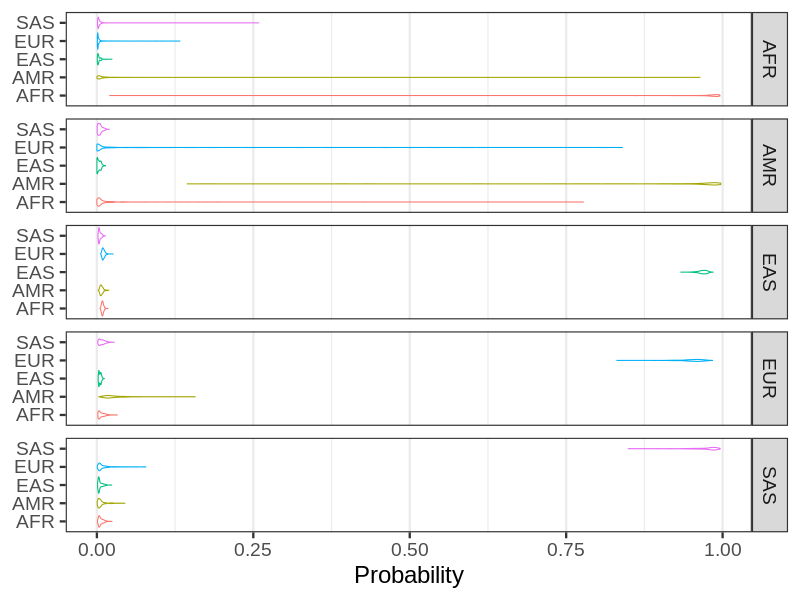 SAS
EUR
EAS
AMR
AFR
AFR
SAS
EUR
EAS
AMR
AFR
AMR
SAS
EUR
EAS
AMR
AFR
EAS
SAS
EUR
EAS
AMR
AFR
EUR
SAS
EUR
EAS
AMR
AFR
SAS
0.00 0.25 0.50 0.75 1.00
Probability